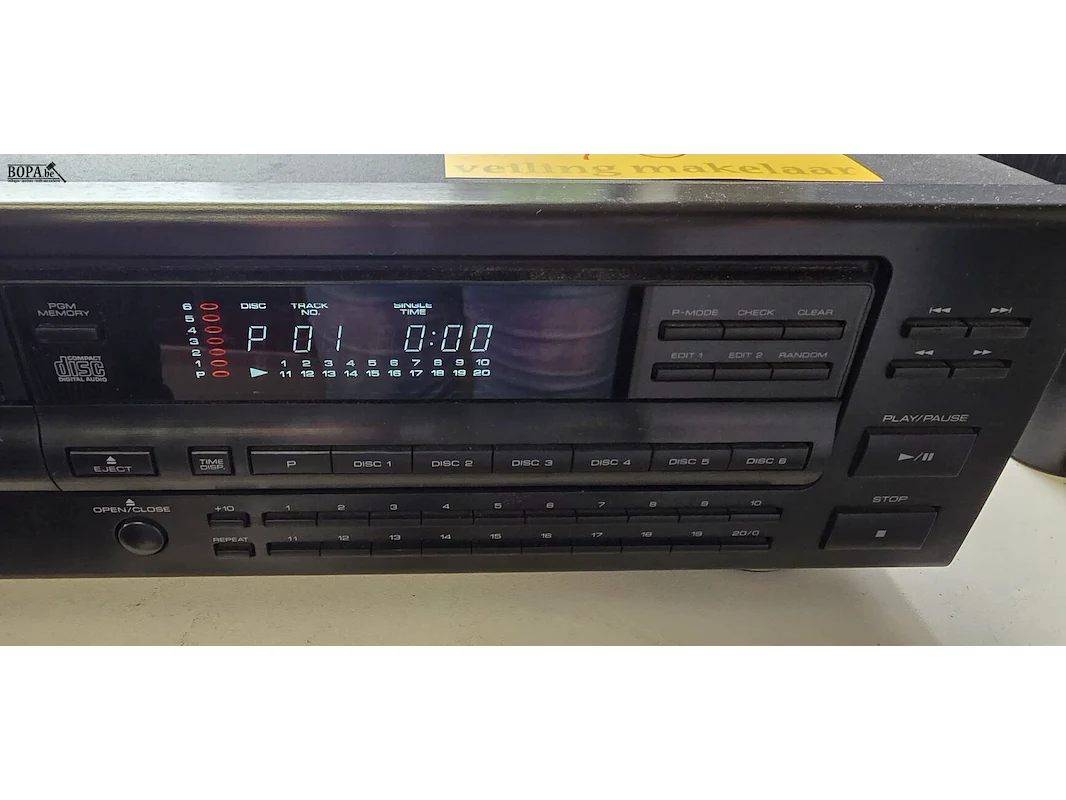 BOPA.be
veiling makelaar
PGM
MEMORY
COMPACT
disc
DIGITAL AUDIO
6
5
4
3
2
1
P
DISC
TRACK
NO.
SINGLE
TIME
P 01 0:00
1 2 3 4 5 6 7 8 9 10
11 12 13 14 15 16 17 18 19 20
P-MODE CHECK CLEAR
EDIT 1 EDIT 2 RANDOM
PLAY/PAUSE
STOP
EJECT
TIME
DISP.
P DISC 1 DISC 2 DISC 3 DISC 4 DISC 5 DISC 6
OPEN/CLOSE
+10 1 2 3 4 5 6 7 8 9 10
REPEAT 11 12 13 14 15 16 17 18 19 20/0